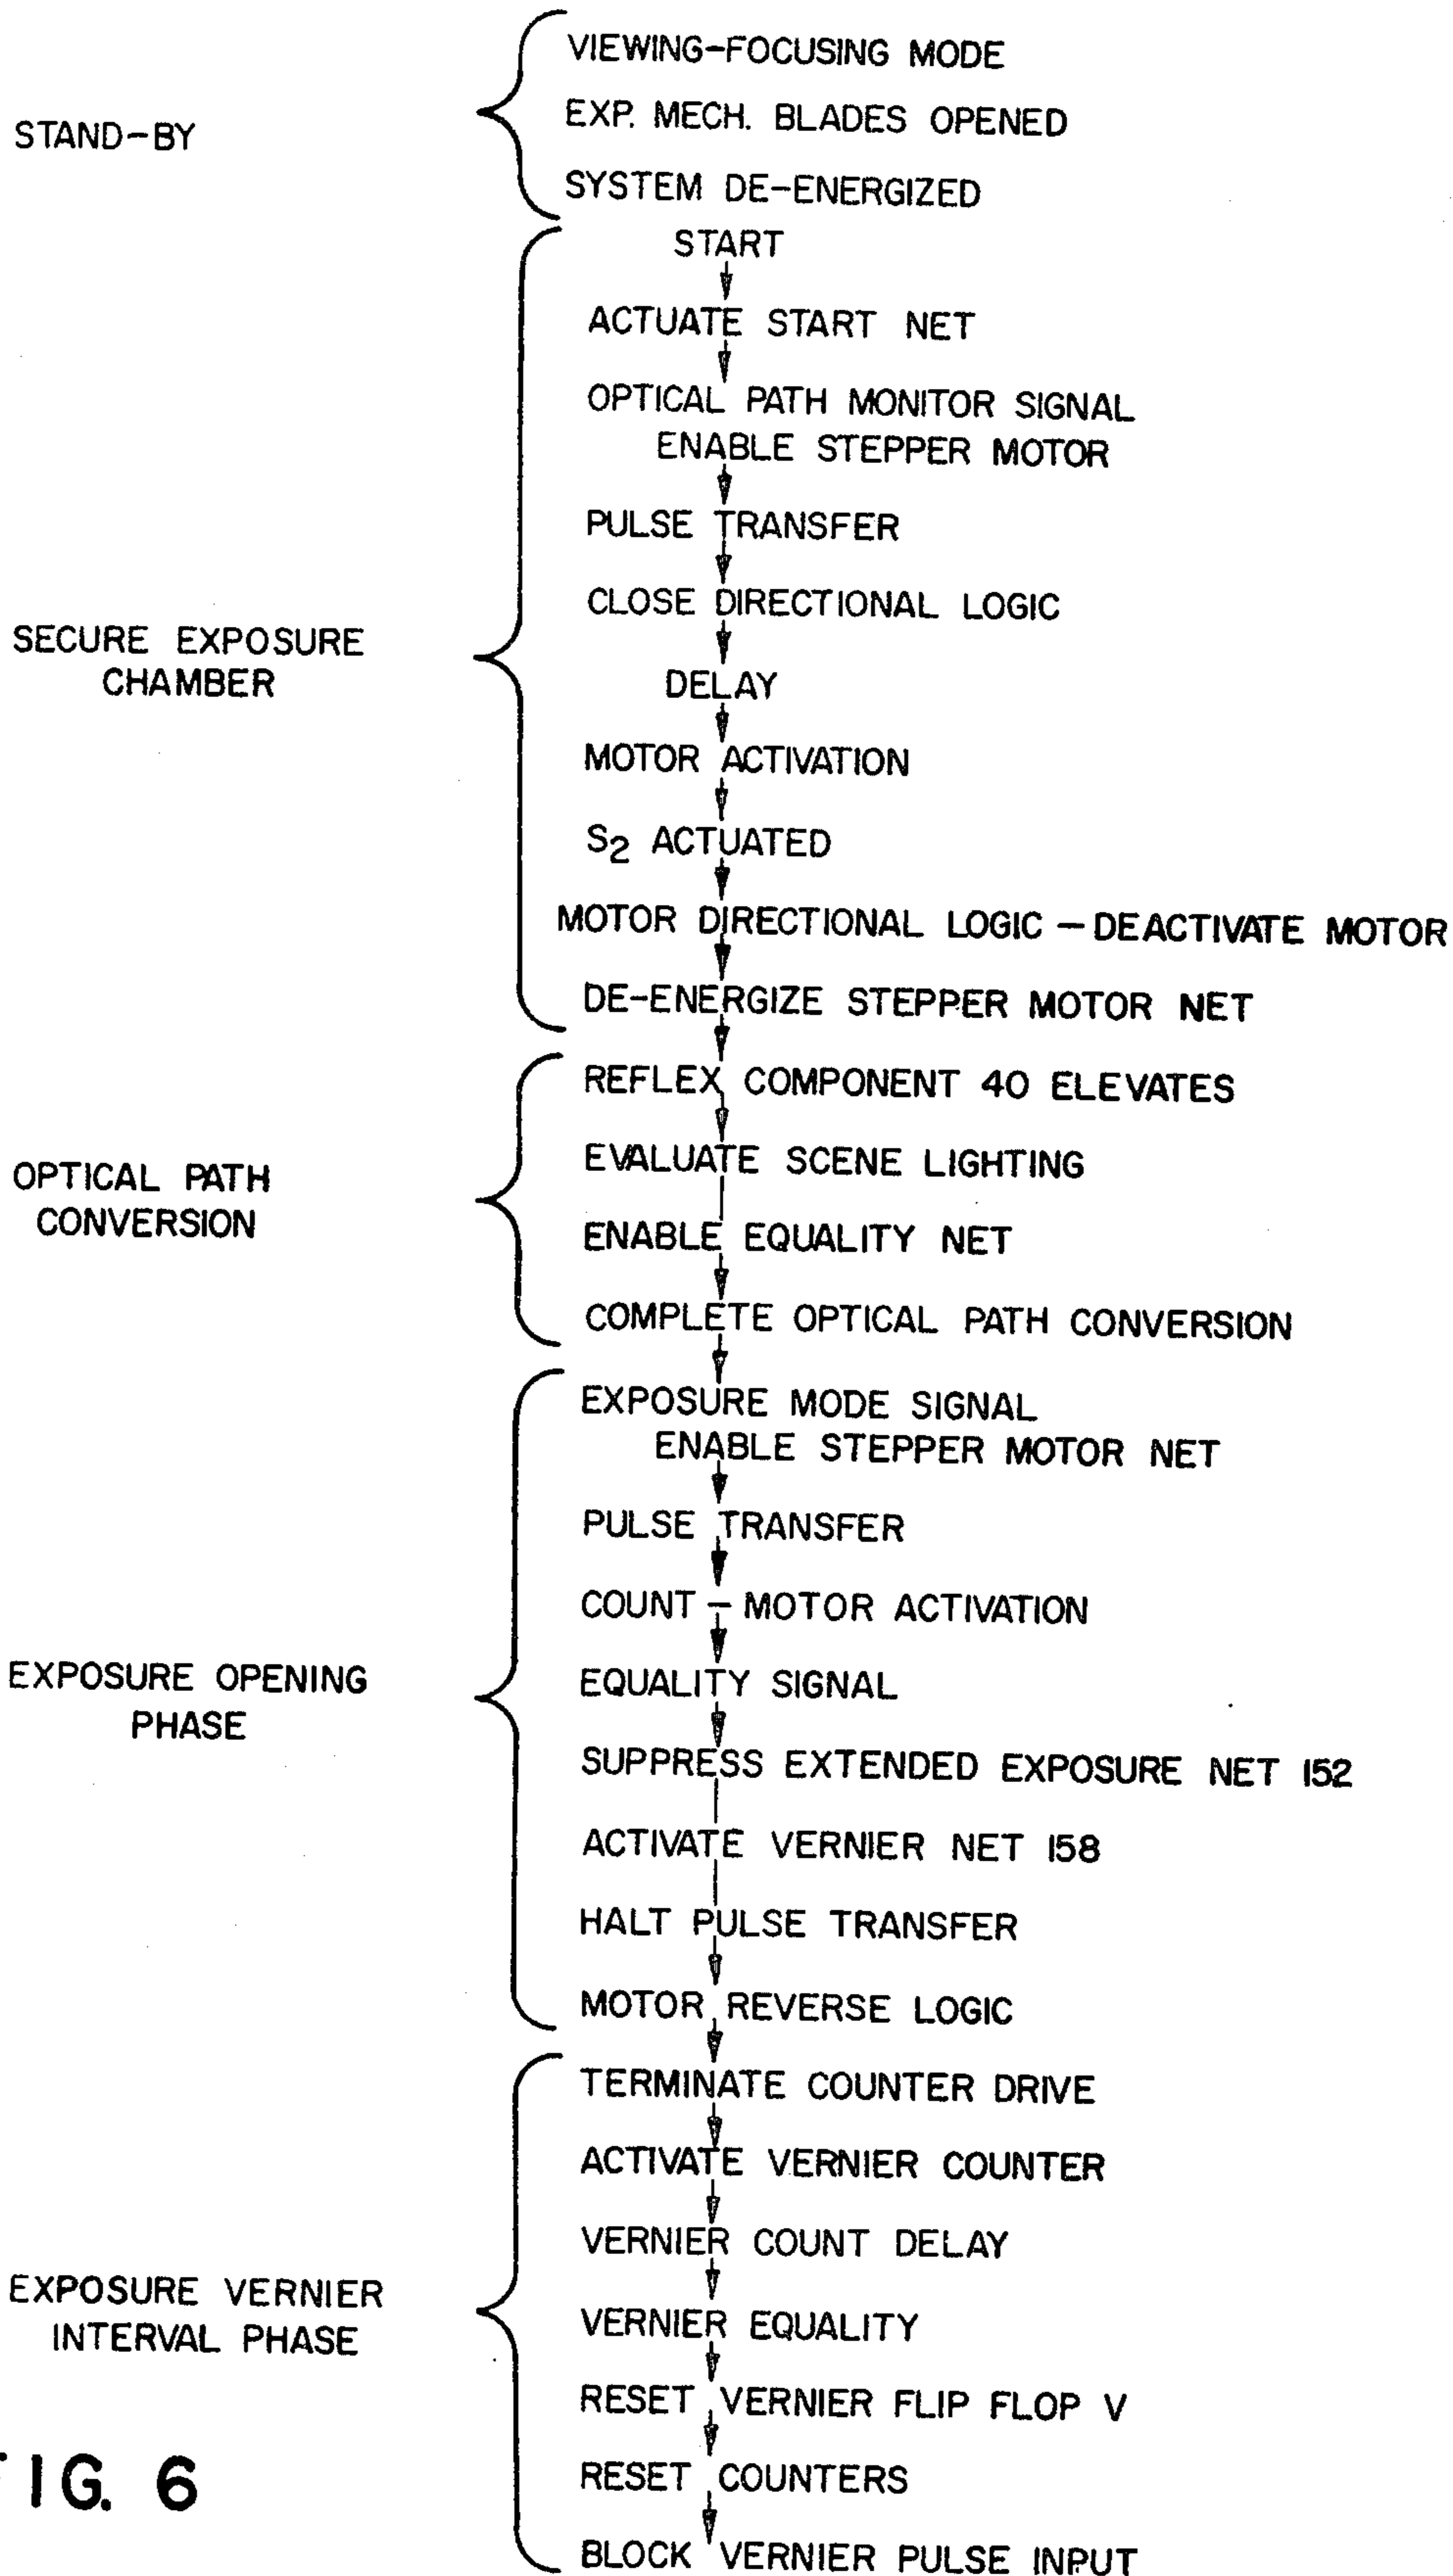 STAND-BY
VIEWING-FOCUSING MODE
EXP. MECH. BLADES OPENED
SYSTEM DE-ENERGIZED
SECURE EXPOSURE
CHAMBER
START
ACTUATE START NET
OPTICAL PATH MONITOR SIGNAL
ENABLE STEPPER MOTOR
PULSE TRANSFER
CLOSE DIRECTIONAL LOGIC
DELAY
MOTOR ACTIVATION
S2 ACTUATED
MOTOR DIRECTIONAL LOGIC - DEACTIVATE MOTOR
DE-ENERGIZE STEPPER MOTOR NET
OPTICAL PATH
CONVERSION
REFLEX COMPONENT 40 ELEVATES
EVALUATE SCENE LIGHTING
ENABLE EQUALITY NET
COMPLETE OPTICAL PATH CONVERSION
EXPOSURE OPENING
PHASE
EXPOSURE MODE SIGNAL
ENABLE STEPPER MOTOR NET
PULSE TRANSFER
COUNT - MOTOR ACTIVATION
EQUALITY SIGNAL
SUPPRESS EXTENDED EXPOSURE NET 152
ACTIVATE VERNIER NET 158
HALT PULSE TRANSFER
MOTOR REVERSE LOGIC
EXPOSURE VERNIER
INTERVAL PHASE
TERMINATE COUNTER DRIVE
ACTIVATE VERNIER COUNTER
VERNIER COUNT DELAY
VERNIER EQUALITY
RESET VERNIER FLIP FLOP V
RESET COUNTERS
BLOCK VERNIER PULSE INPUT
FIG. 6